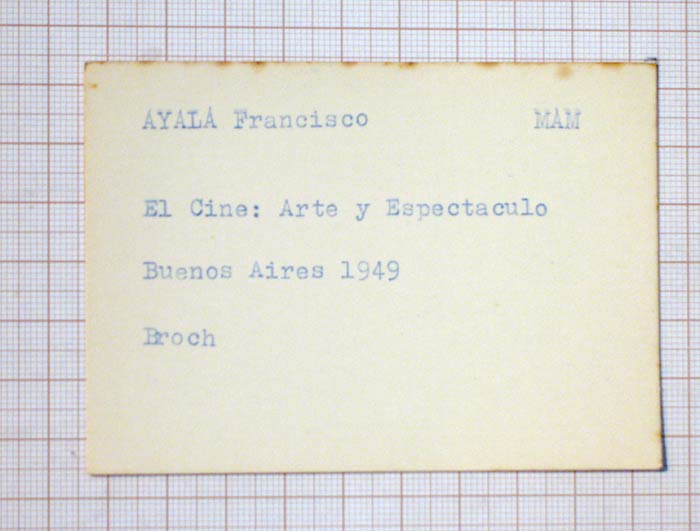 AYALA Francisco MAM
El Cine: Arte y Espectaculo
Buenos Aires 1949
Broch